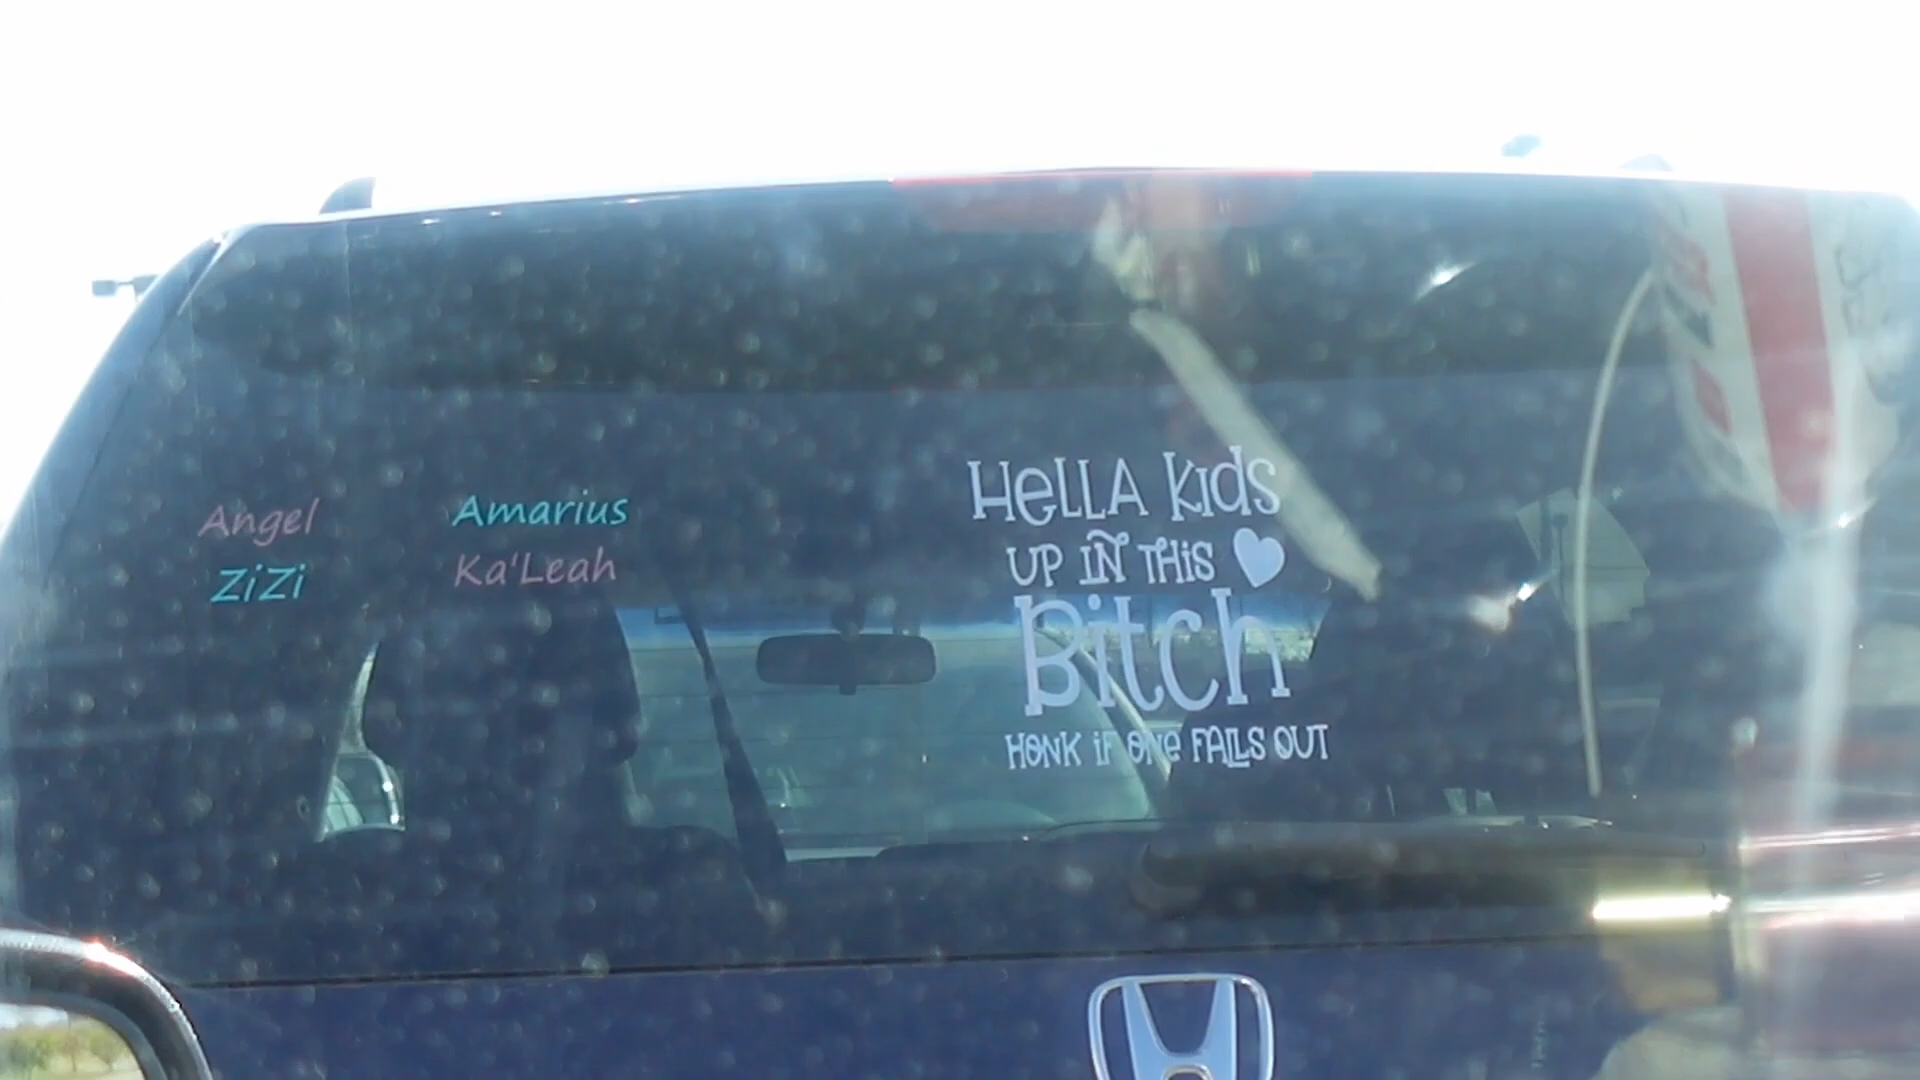 Angel
ZiZi
Amarius
Ka'Leah
HeLLA Kids
UP IN THiS
Bitch
HONK iF ONe FALLS OUT